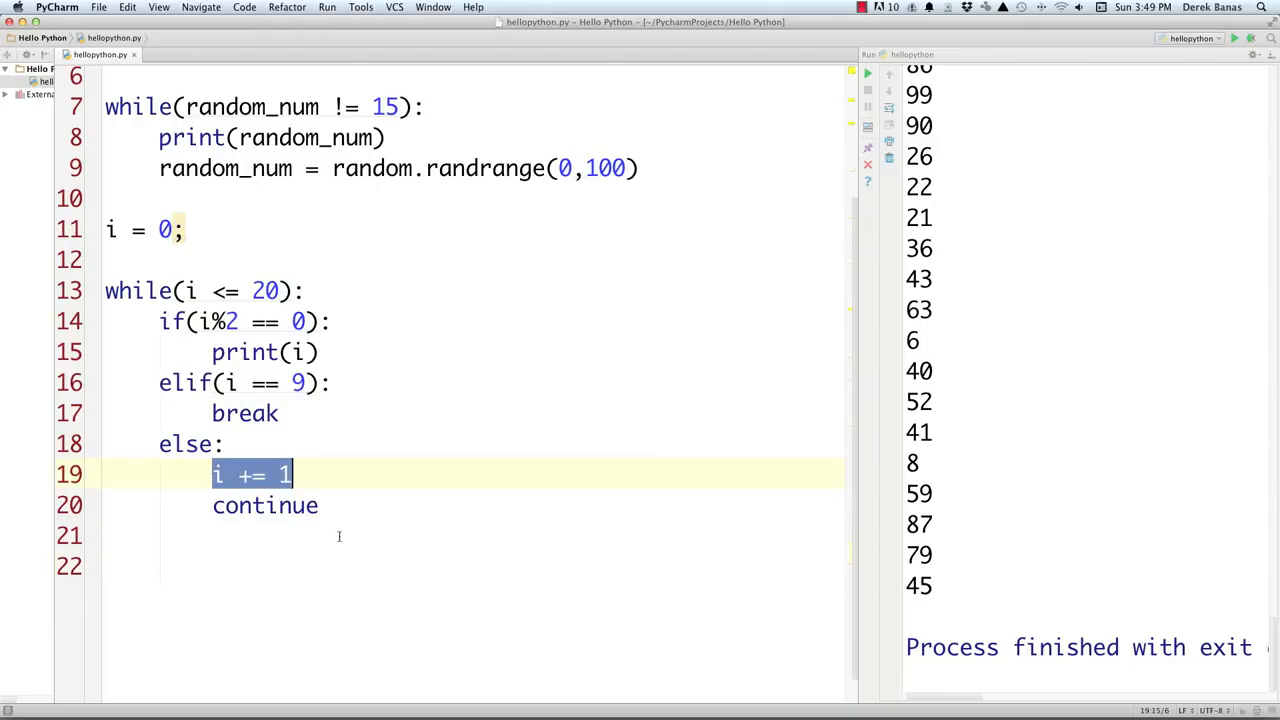 PyCharm File Edit View Navigate Code Refactor Run Tools VCS Window Help 10 Sun 3:49 PM Derek Banas
hellopython.py - Hello Python - [~/PycharmProjects/Hello Python]
Hello Python hellopython.py hellopython
hellopython.py
Run hellopython
Hello P
hell
Externa
6
7 while(random_num != 15):
8 print(random_num)
9 random_num = random.randrange(0,100)
10
11 i = 0;
12
13 while(i <= 20):
14 if(i%2 == 0):
15 print(i)
16 elif(i == 9):
17 break
18 else:
19 i += 1
20 continue
21
22
86
99
90
26
22
21
36
43
63
6
40
52
41
8
59
87
79
45
Process finished with exit
19:15/6 LF UTF-8